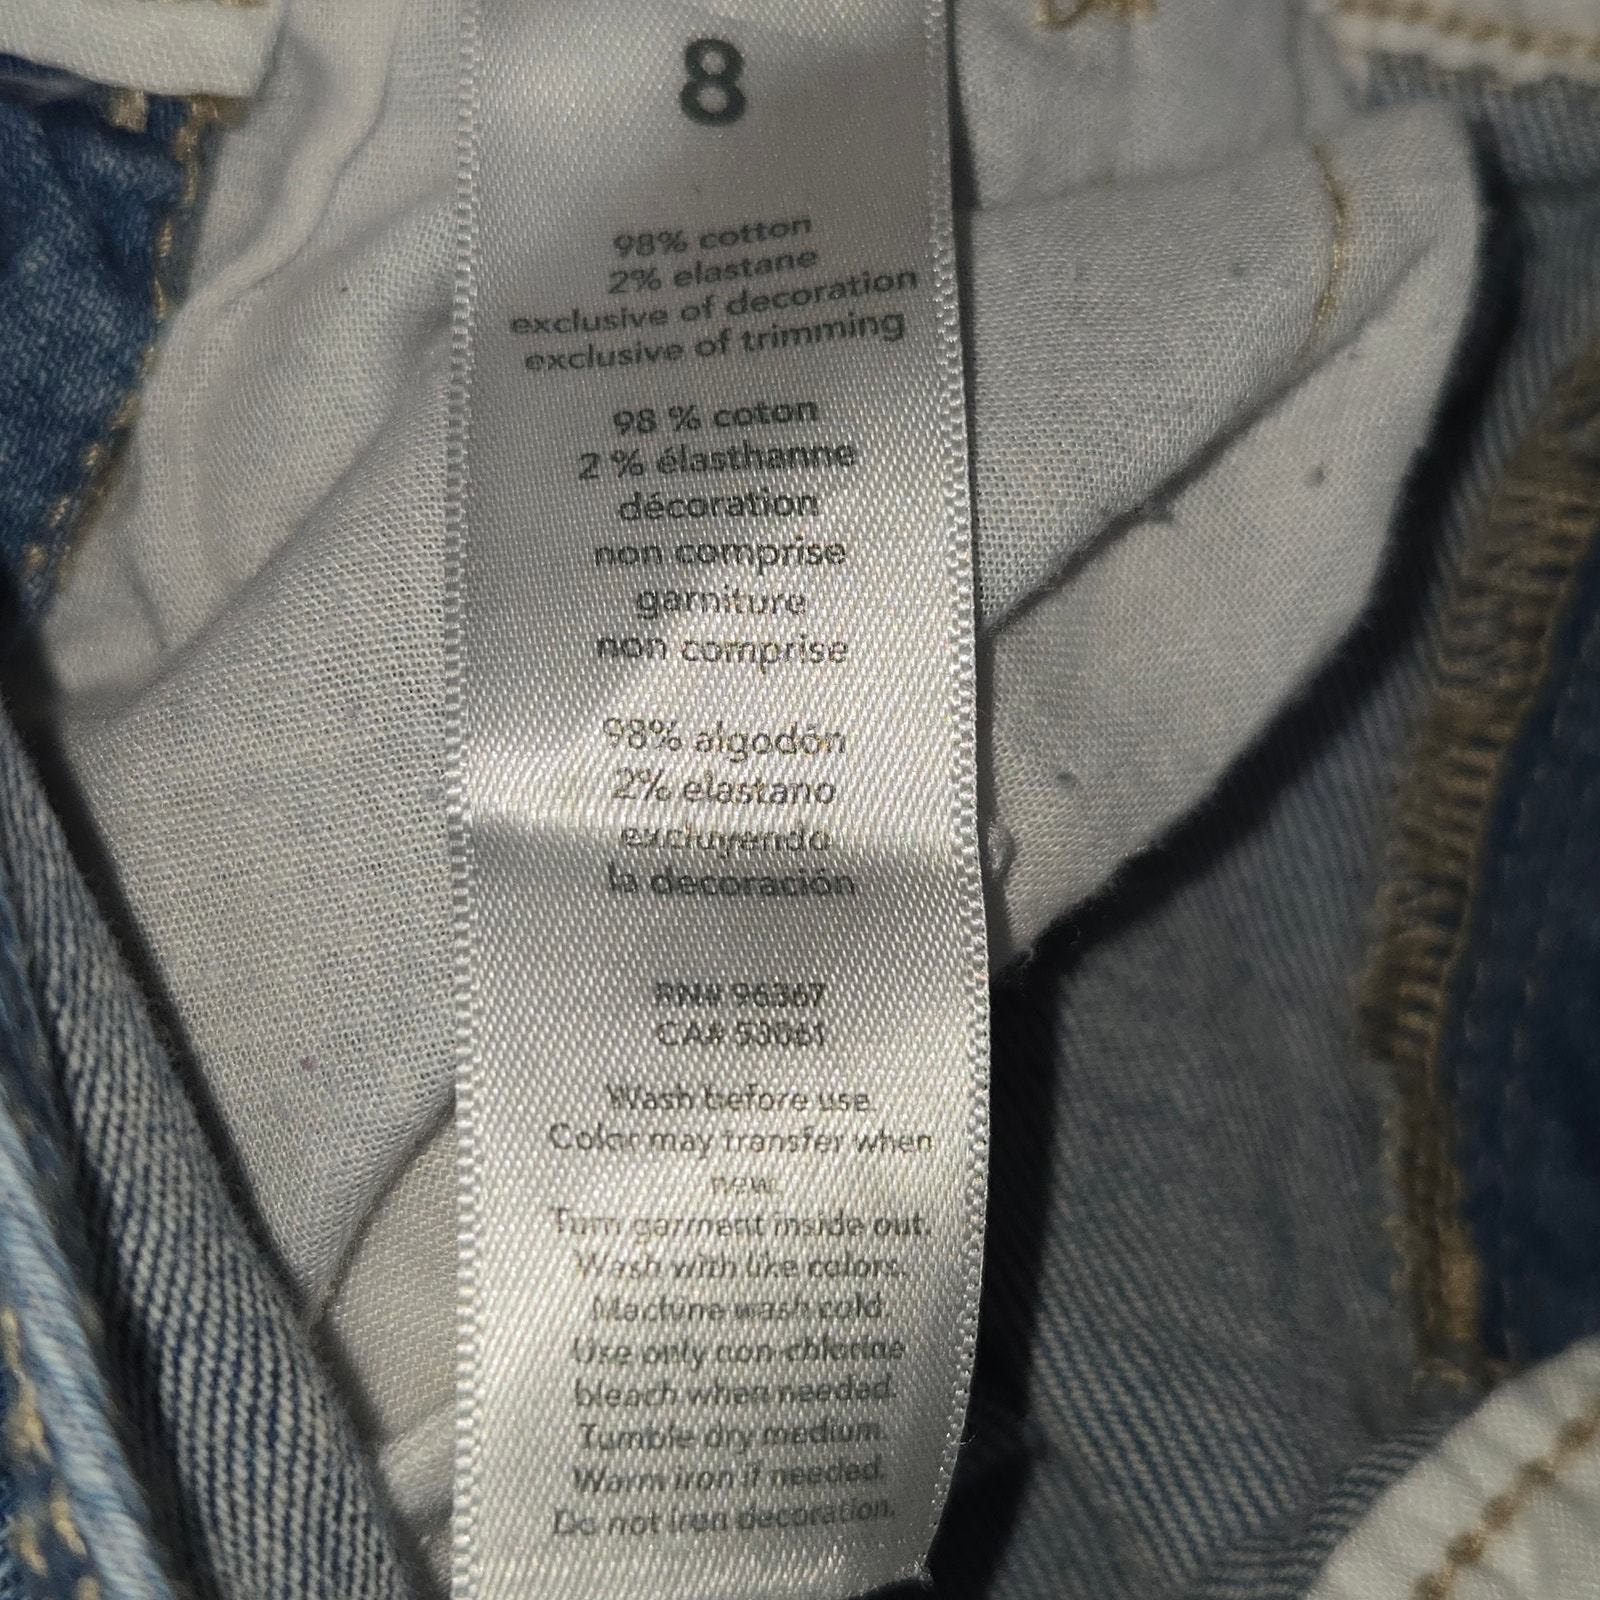 8
98% cotton
2% elastane
exclusive of decoration
exclusive of trimming
98 % coton
2 % élasthanne
décoration
non comprise
garniture
non comprise
98% algodón
2% elastano
excluyendo
la decoración
RN# 96367
CA# 53061
Wash before use.
Color may transfer when
new.
Turn garment inside out.
Wash with like colors.
Machine wash cold.
Use only non-chlorine
bleach when needed.
Tumble dry medium.
Warm iron if needed.
Do not iron decoration.